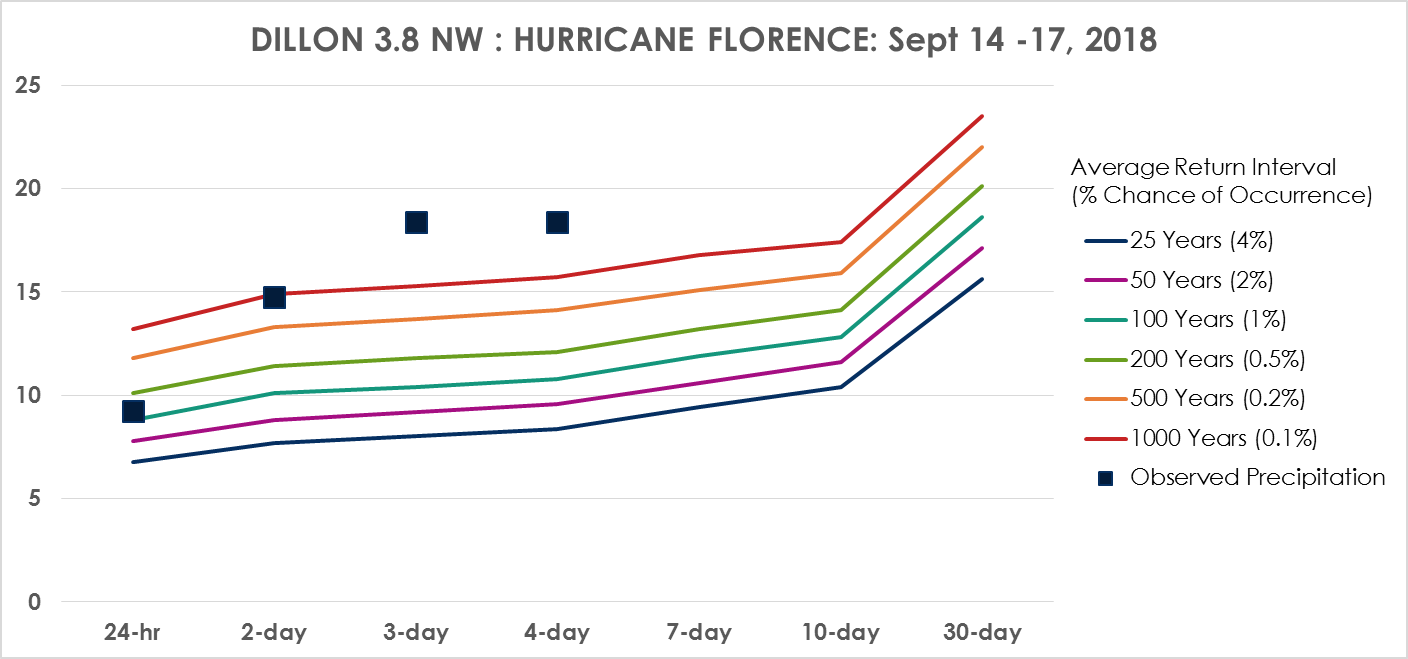 DILLON 3.8 NW : HURRICANE FLORENCE: Sept 14 -17, 2018
25
20
15
10
5
0
24-hr 2-day 3-day 4-day 7-day 10-day 30-day
Average Return Interval
(% Chance of Occurrence)
25 Years (4%)
50 Years (2%)
100 Years (1%)
200 Years (0.5%)
500 Years (0.2%)
1000 Years (0.1%)
Observed Precipitation